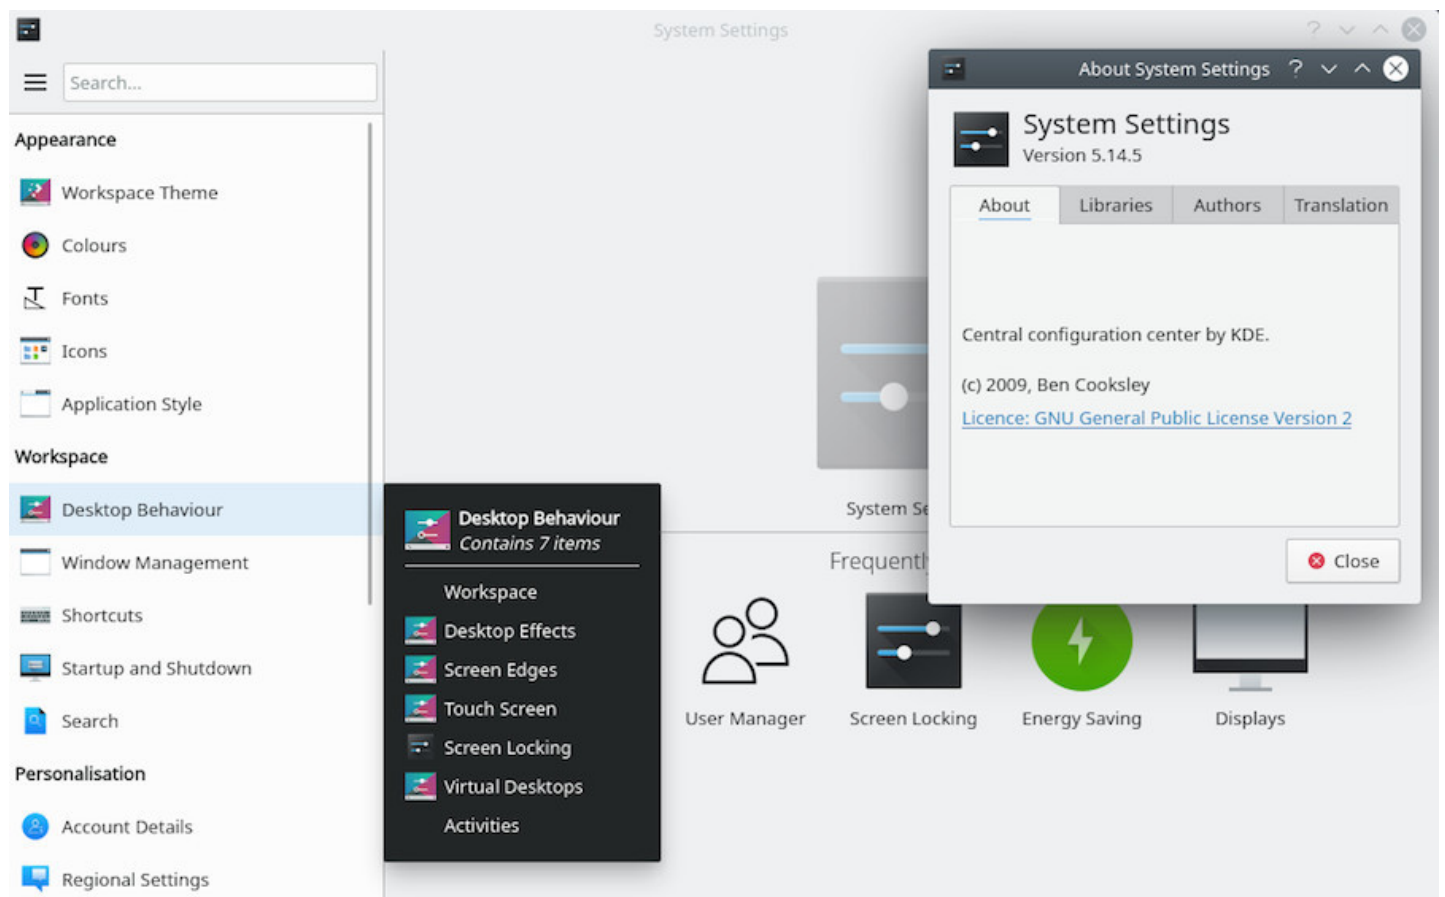 System Settings
Search...
Appearance
Workspace Theme
Colours
Fonts
Icons
Application Style
Workspace
Desktop Behaviour
Window Management
Shortcuts
Startup and Shutdown
Search
Personalisation
Account Details
Regional Settings
Desktop Behaviour
Contains 7 items
Workspace
Desktop Effects
Screen Edges
Touch Screen
Screen Locking
Virtual Desktops
Activities
System Se
Frequentl
User Manager
Screen Locking
Energy Saving
Displays
About System Settings
System Settings
Version 5.14.5
About
Libraries
Authors
Translation
Central configuration center by KDE.
(c) 2009, Ben Cooksley
Licence: GNU General Public License Version 2
Close